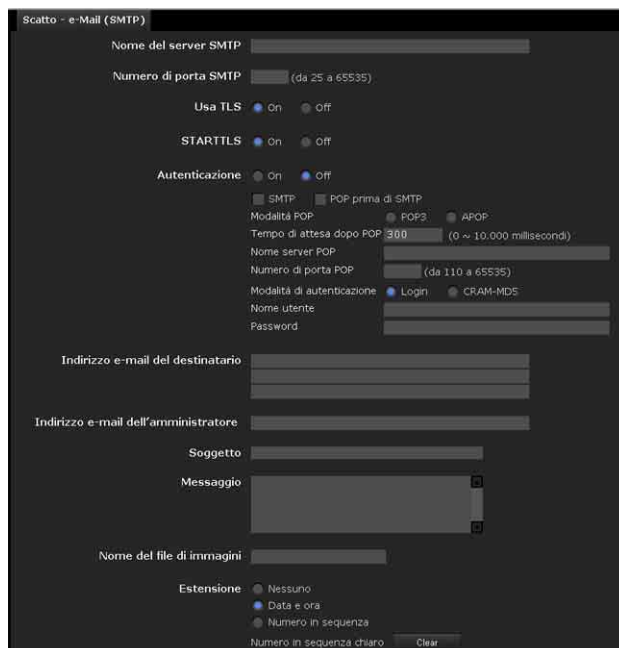 Scatto - e-Mail (SMTP)
Nome del server SMTP
Numero di porta SMTP (da 25 a 65535)
Usa TLS On Off
STARTTLS On Off
Autenticazione On Off
SMTP POP prima di SMTP
Modalità POP POP3 APOP
Tempo di attesa dopo POP 300 (0 ~ 10.000 millisecondi)
Nome server POP
Numero di porta POP (da 110 a 65535)
Modalità di autenticazione Login CRAM-MD5
Nome utente
Password
Indirizzo e-mail del destinatario
Indirizzo e-mail dell'amministratore
Soggetto
Messaggio
Nome del file di immagini
Estensione Nessuno
Data e ora
Numero in sequenza
Numero in sequenza chiaro Clear